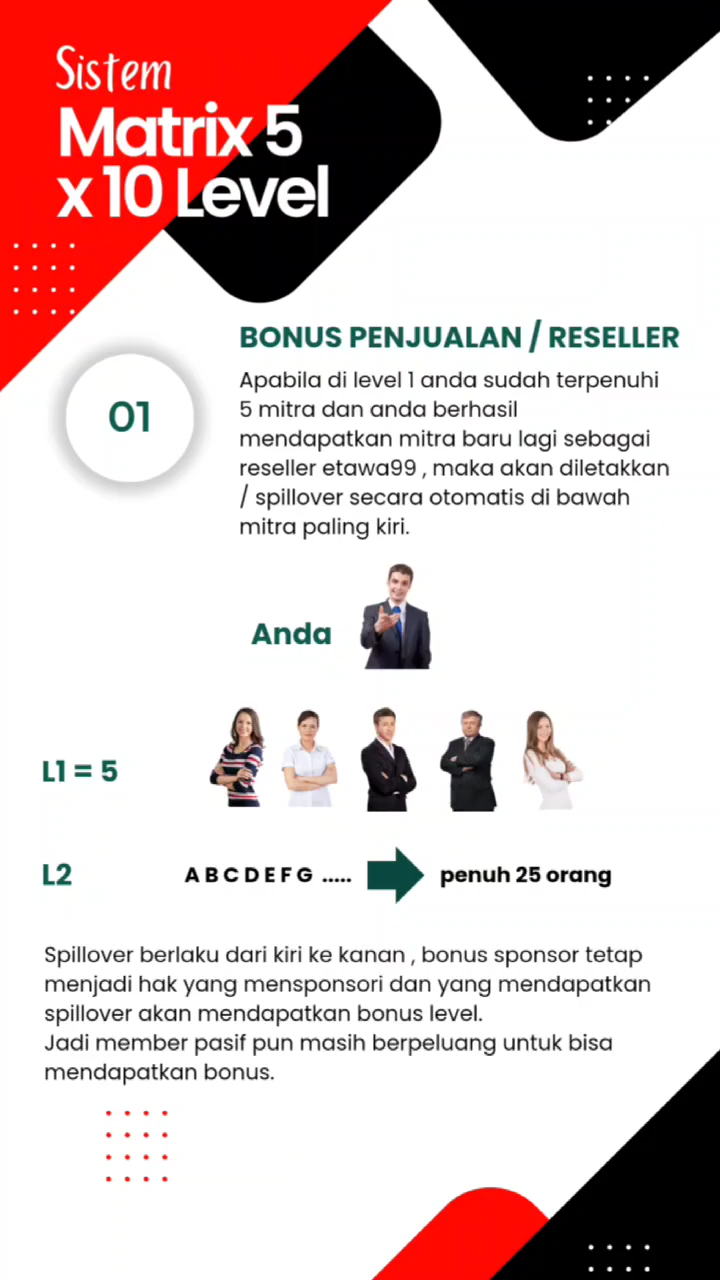 Sistem
Matrix 5
x 10 Level
01
BONUS PENJUALAN / RESELLER
Apabila di level 1 anda sudah terpenuhi
5 mitra dan anda berhasil
mendapatkan mitra baru lagi sebagai
reseller etawa99 , maka akan diletakkan
/ spillover secara otomatis di bawah
mitra paling kiri.
Anda
L1 = 5
L2 A B C D E F G ..... penuh 25 orang
Spillover berlaku dari kiri ke kanan , bonus sponsor tetap
menjadi hak yang mensponsori dan yang mendapatkan
spillover akan mendapatkan bonus level.
Jadi member pasif pun masih berpeluang untuk bisa
mendapatkan bonus.